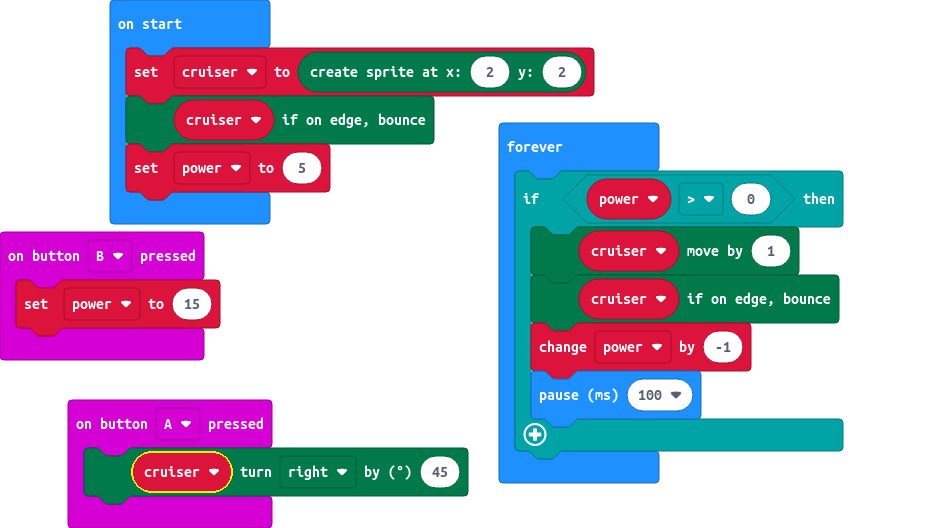 on start
set cruiser to create sprite at x: 2 y: 2
cruiser if on edge, bounce
set power to 5
on button B pressed
set power to 15
on button A pressed
cruiser turn right by (°) 45
forever
if power > 0 then
cruiser move by 1
cruiser if on edge, bounce
change power by -1
pause (ms) 100